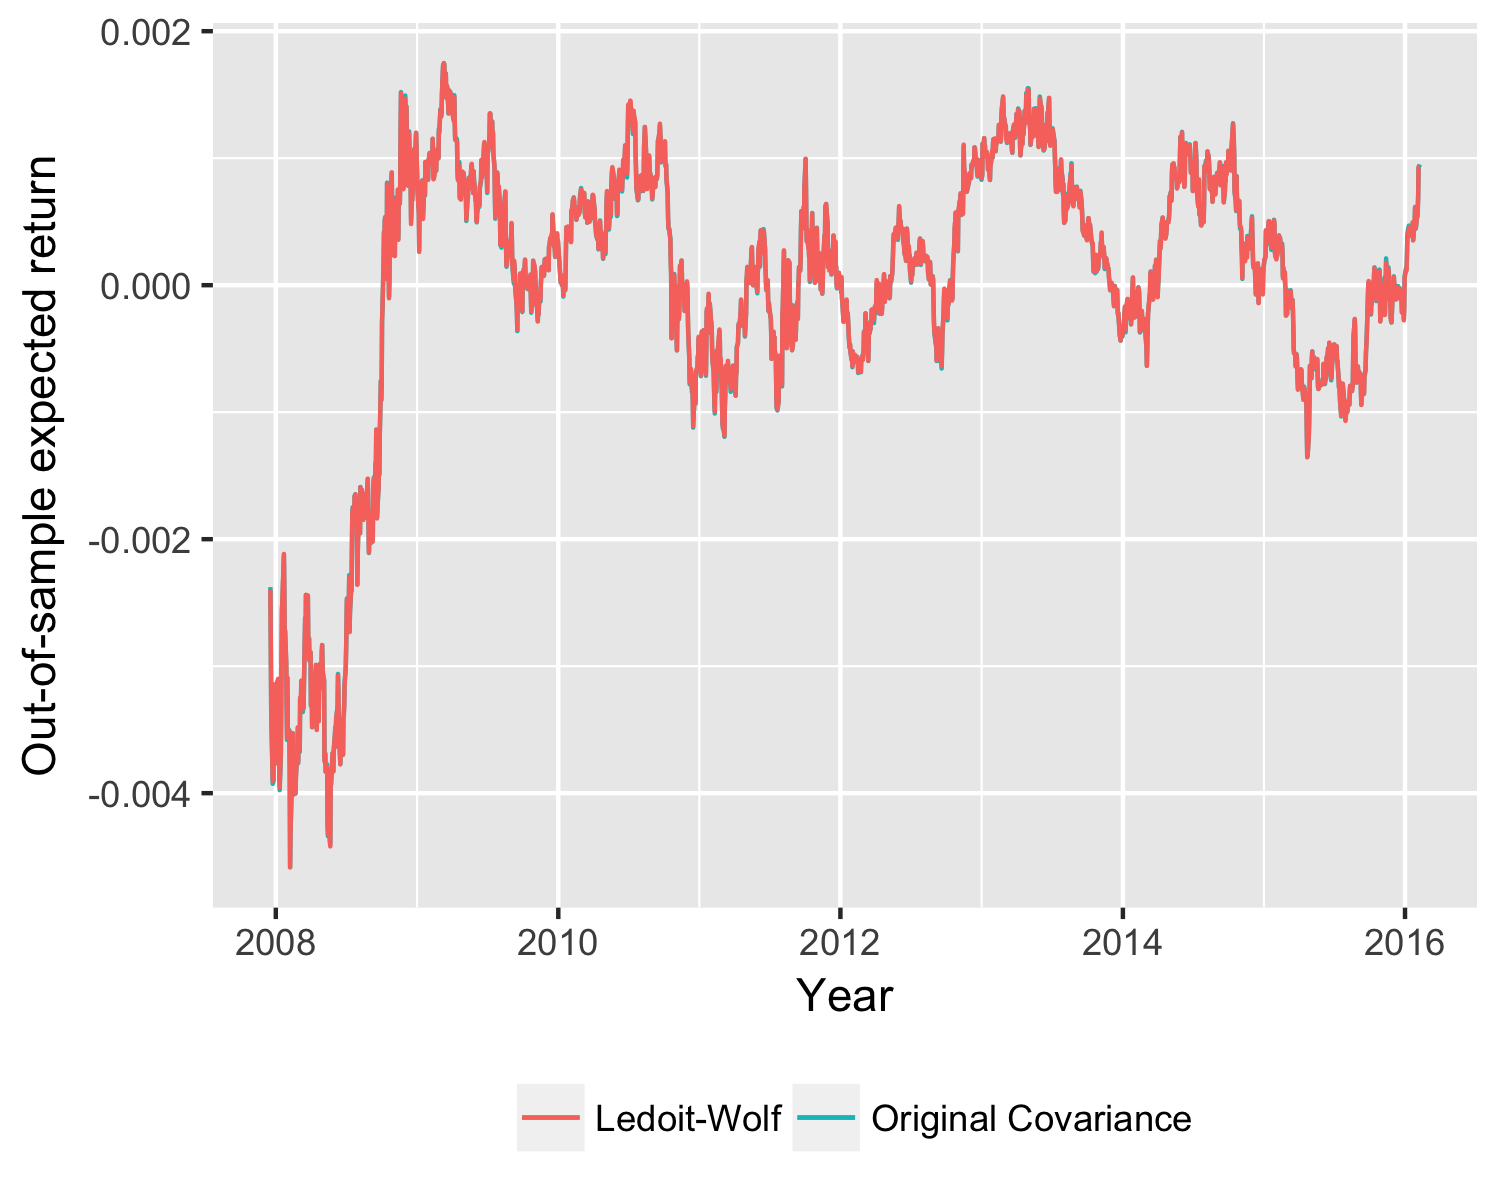 Out-of-sample expected return
0.002
0.000
-0.002
-0.004
2008 2010 2012 2014 2016
Year
Ledoit-Wolf Original Covariance